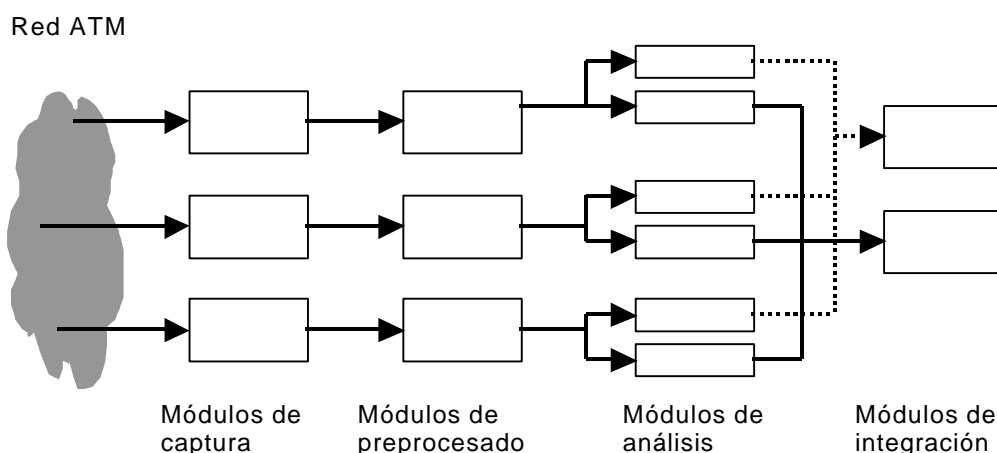 Red ATM
Módulos de
captura
Módulos de
preprocesado
Módulos de
análisis
Módulos de
integración